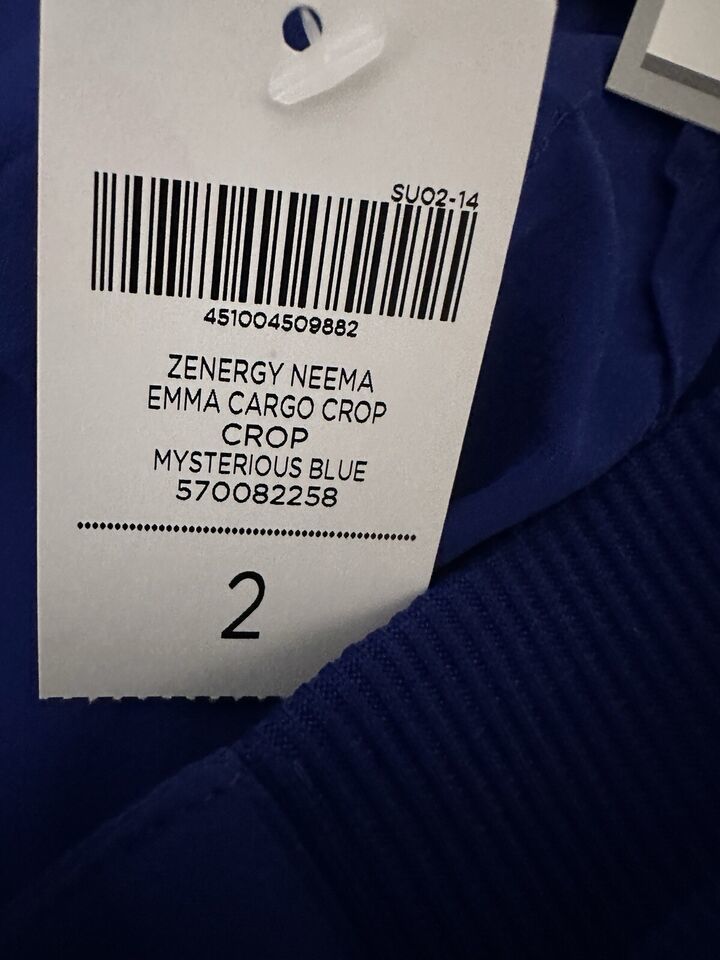 SU02-14
451004509882
ZENERGY NEEMA
EMMA CARGO CROP
CROP
MYSTERIOUS BLUE
570082258
2